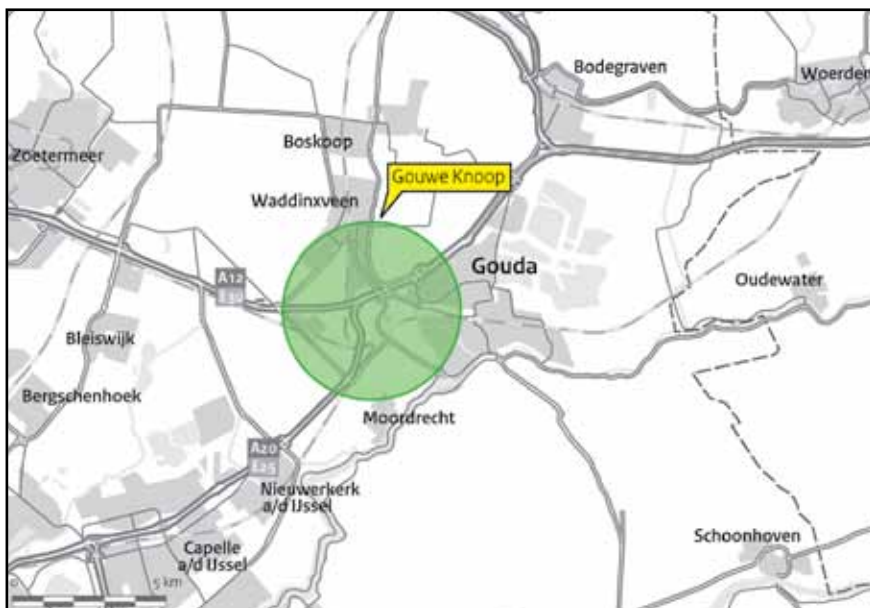 Bodegraven
Woerden
Boskoop
Zoetermeer
Gouwe Knoop
Waddinxveen
Gouda
A12
Oudewater
Bleiswijk
Bergschenhoek
Moordrecht
A20
E25
Nieuwerkerk
a/d IJssel
Schoonhoven
Capelle
a/d IJssel
0 5 km